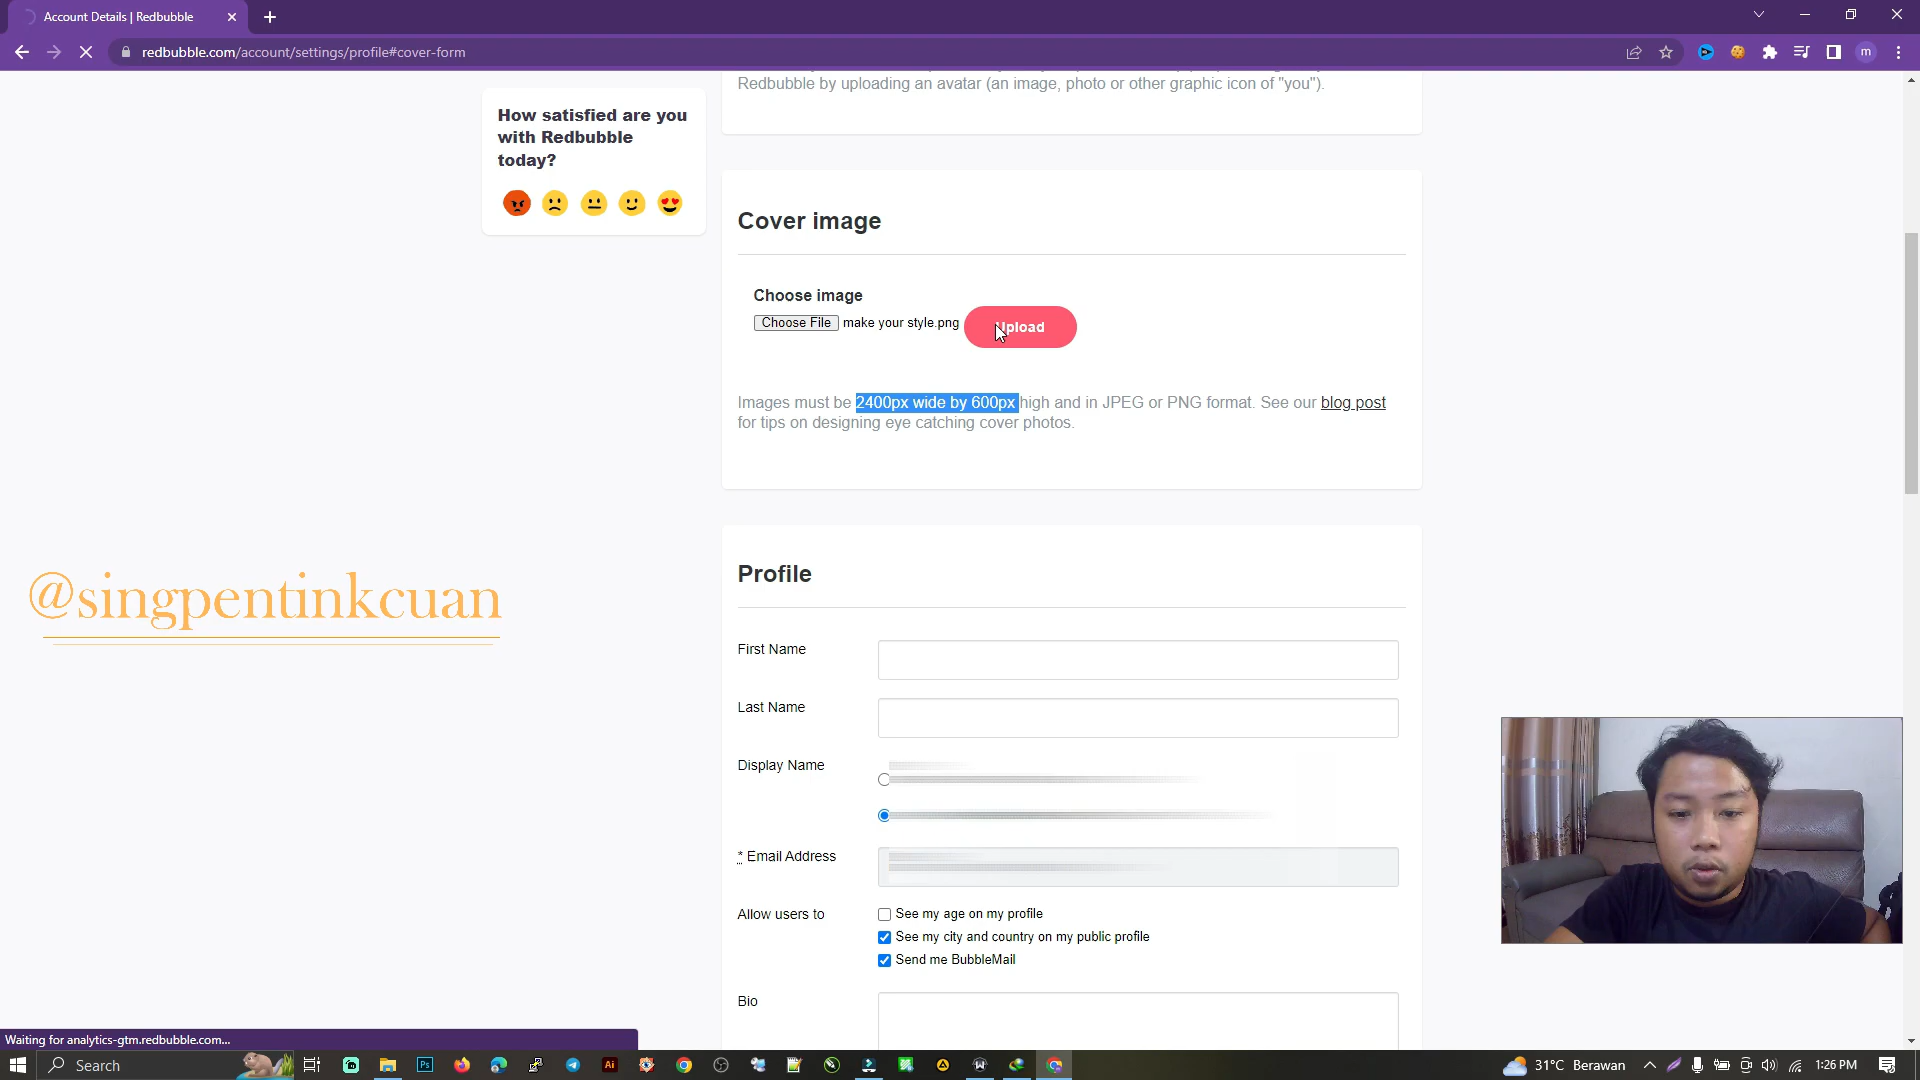 Account Details | Redbubble
redbubble.com/account/settings/profile#cover-form
m
Redbubble by uploading an avatar (an image, photo or other graphic icon of "you").
How satisfied are you
with Redbubble
today?
Cover image
Choose image
Choose File make your style.png Upload
Images must be 2400px wide by 600px high and in JPEG or PNG format. See our blog post
for tips on designing eye catching cover photos.
@singpentinkcuan
Profile
First Name
Last Name
Display Name
* Email Address
Allow users to
See my age on my profile
See my city and country on my public profile
Send me BubbleMail
Bio
Waiting for analytics-gtm.redbubble.com...
Search
Ps
Ai
31°C Berawan
1:26 PM